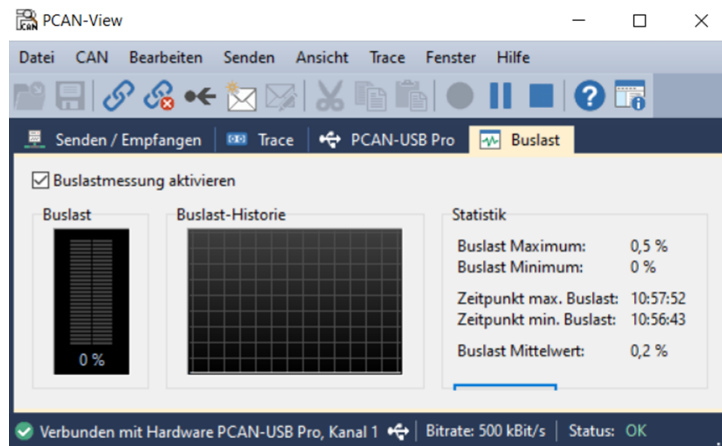 PCAN-View
Datei CAN Bearbeiten Senden Ansicht Trace Fenster Hilfe
Senden / Empfangen Trace PCAN-USB Pro Buslast
Buslastmessung aktivieren
Buslast Buslast-Historie Statistik
Buslast Maximum: 0,5 %
Buslast Minimum: 0 %
Zeitpunkt max. Buslast: 10:57:52
Zeitpunkt min. Buslast: 10:56:43
Buslast Mittelwert: 0,2 %
0 %
Verbunden mit Hardware PCAN-USB Pro, Kanal 1 Bitrate: 500 kBit/s Status: OK